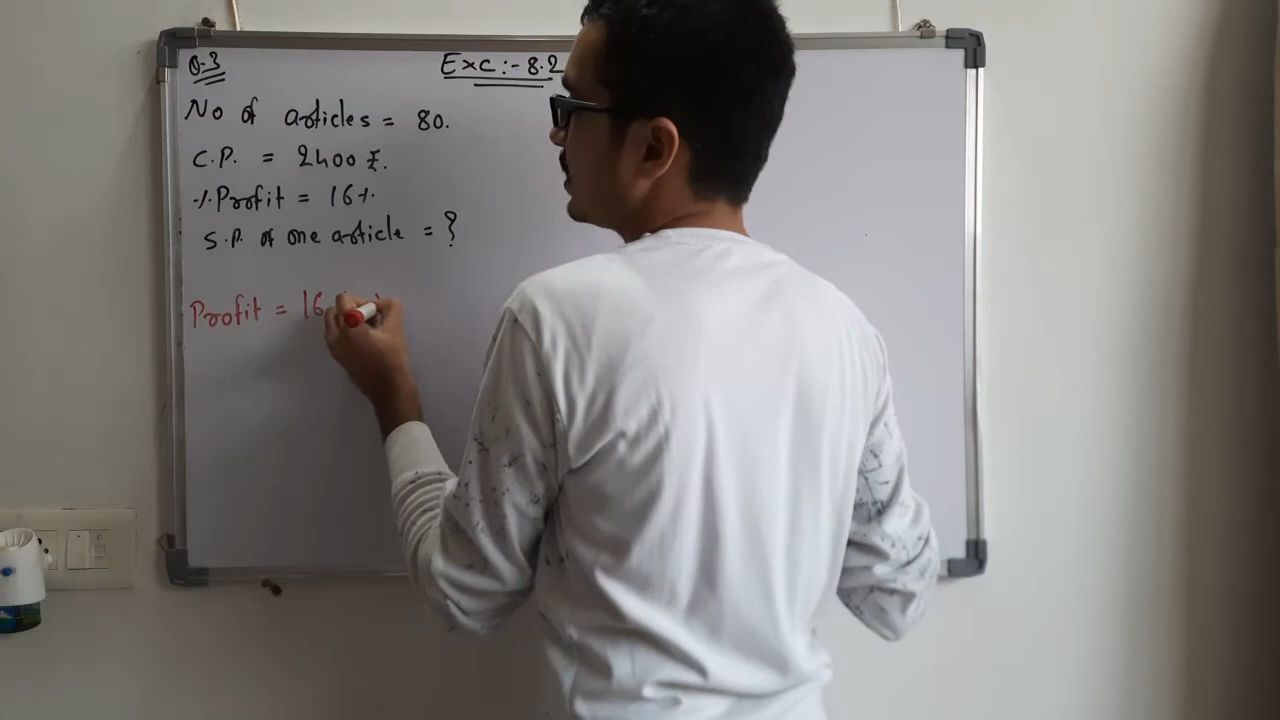 Q-3
Exc:- 8.2
No of articles = 80.
C.P. = 2400 ₹.
% Profit = 16%.
S.P. of one article = ?
Profit = 16